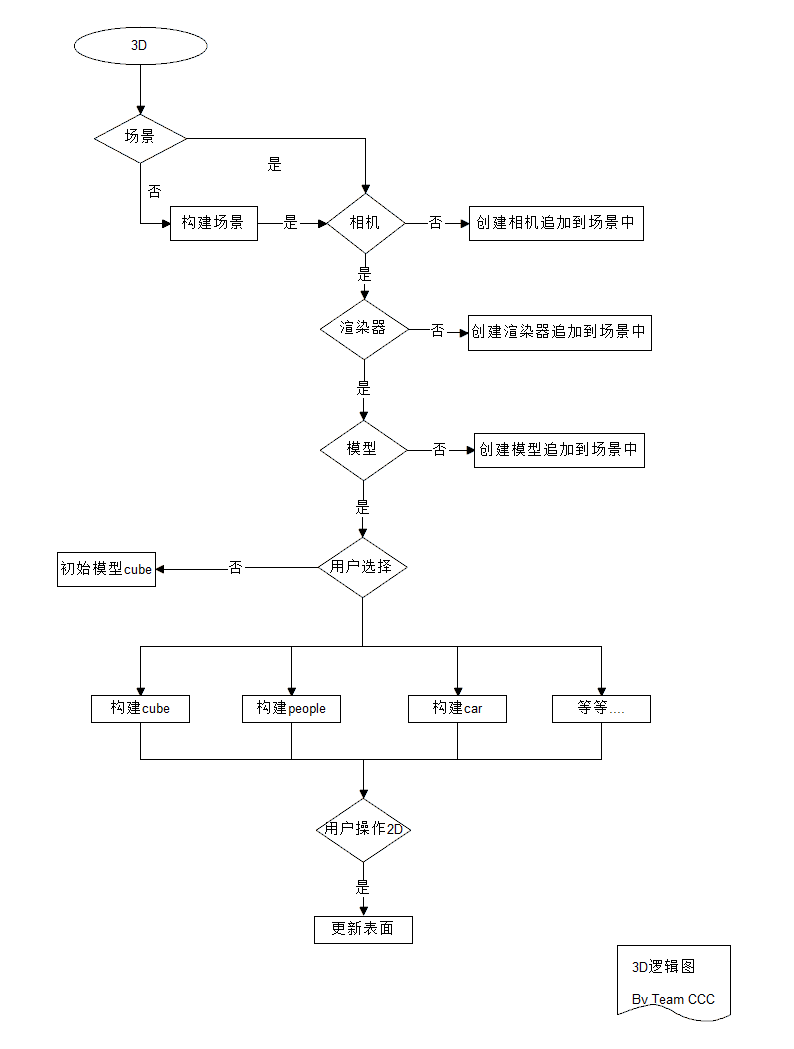 3D
场景
是
否
构建场景
是
相机
否
创建相机追加到场景中
是
渲染器
否
创建渲染器追加到场景中
是
模型
否
创建模型追加到场景中
是
用户选择
否
初始模型cube
构建cube
构建people
构建car
等等....
用户操作2D
是
更新表面
3D逻辑图
By Team CCC